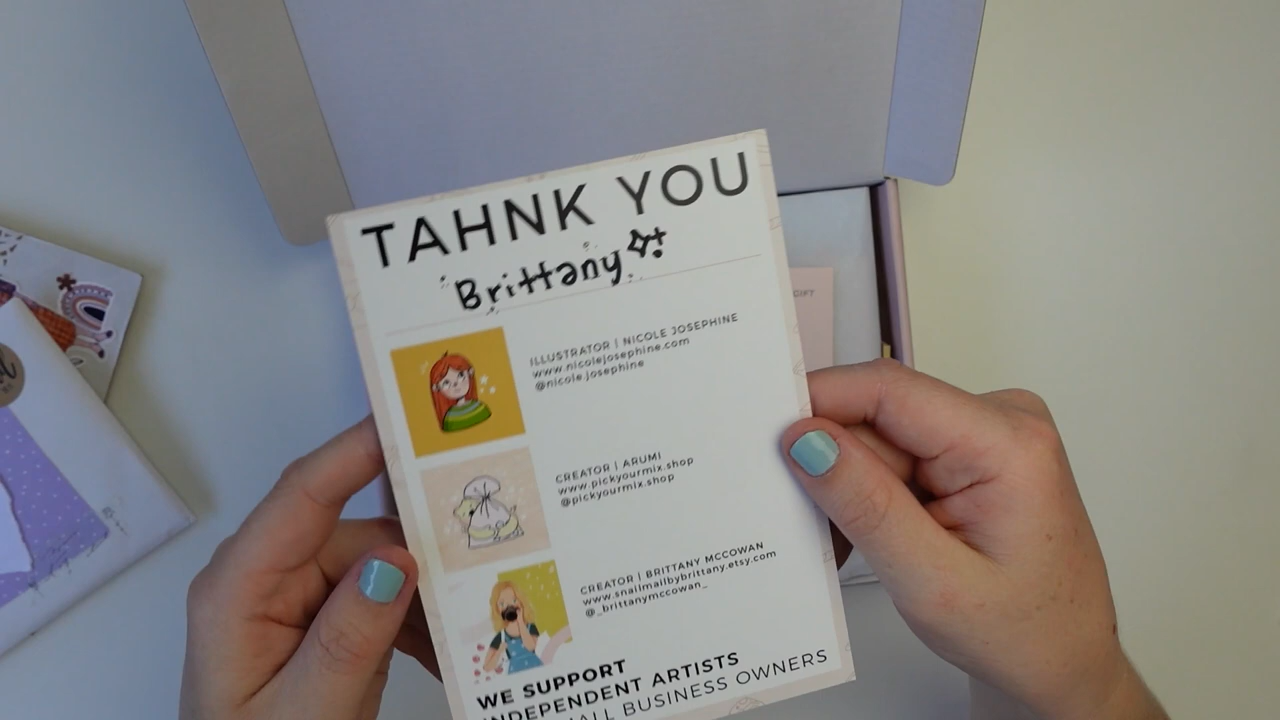 TAHNK YOU
Brittany
ILLUSTRATOR | NICOLE JOSEPHINE
www.nicolejosephine.com
@nicole.josephine
CREATOR | ARUMI
www.pickyourmix.shop
@pickyourmix.shop
CREATOR | BRITTANY MCCOWAN
www.snailmailbybrittany.etsy.com
@_brittanymccowan_
WE SUPPORT
INDEPENDENT ARTISTS
SMALL BUSINESS OWNERS
GIFT